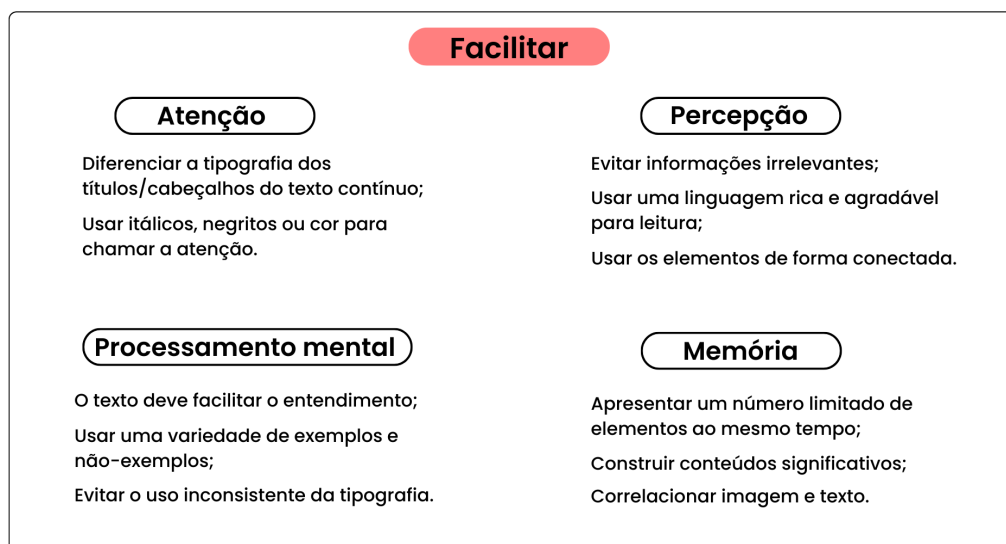 Facilitar
Atenção
Diferenciar a tipografia dos
títulos/cabeçalhos do texto contínuo;
Usar itálicos, negritos ou cor para
chamar a atenção.
Percepção
Evitar informações irrelevantes;
Usar uma linguagem rica e agradável
para leitura;
Usar os elementos de forma conectada.
Processamento mental
O texto deve facilitar o entendimento;
Usar uma variedade de exemplos e
não-exemplos;
Evitar o uso inconsistente da tipografia.
Memória
Apresentar um número limitado de
elementos ao mesmo tempo;
Construir conteúdos significativos;
Correlacionar imagem e texto.